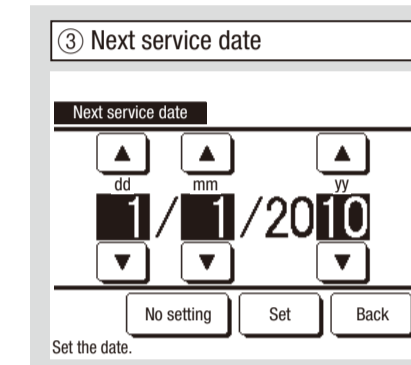 ③ Next service date
Next service date
▲ ▲ ▲
dd mm yy
1/ 1/2010
▼ ▼ ▼
No setting Set Back
Set the date.